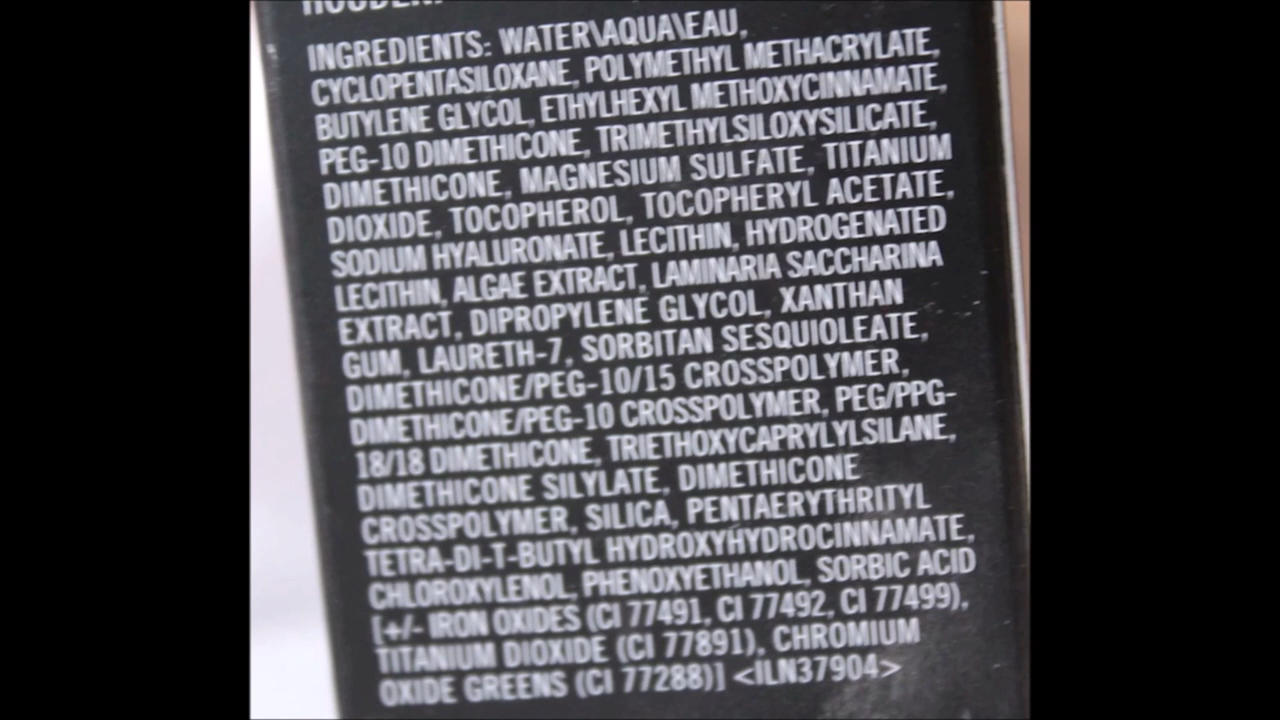 INGREDIENTS: WATER\AQUA\EAU,
CYCLOPENTASILOXANE, POLYMETHYL METHACRYLATE,
BUTYLENE GLYCOL, ETHYLHEXYL METHOXYCINNAMATE,
PEG-10 DIMETHICONE, TRIMETHYLSILOXYSILICATE,
DIMETHICONE, MAGNESIUM SULFATE, TITANIUM
DIOXIDE, TOCOPHEROL, TOCOPHERYL ACETATE,
SODIUM HYALURONATE, LECITHIN, HYDROGENATED
LECITHIN, ALGAE EXTRACT, LAMINARIA SACCHARINA
EXTRACT, DIPROPYLENE GLYCOL, XANTHAN
GUM, LAURETH-7, SORBITAN SESQUIOLEATE,
DIMETHICONE/PEG-10/15 CROSSPOLYMER,
DIMETHICONE/PEG-10 CROSSPOLYMER, PEG/PPG-
18/18 DIMETHICONE, TRIETHOXYCAPRYLYLSILANE,
DIMETHICONE SILYLATE, DIMETHICONE
CROSSPOLYMER, SILICA, PENTAERYTHRITYL
TETRA-DI-T-BUTYL HYDROXYHYDROCINNAMATE,
CHLOROXYLENOL, PHENOXYETHANOL, SORBIC ACID
[+/- IRON OXIDES (CI 77491, CI 77492, CI 77499),
TITANIUM DIOXIDE (CI 77891), CHROMIUM
OXIDE GREENS (CI 77288)] <ILN37904>